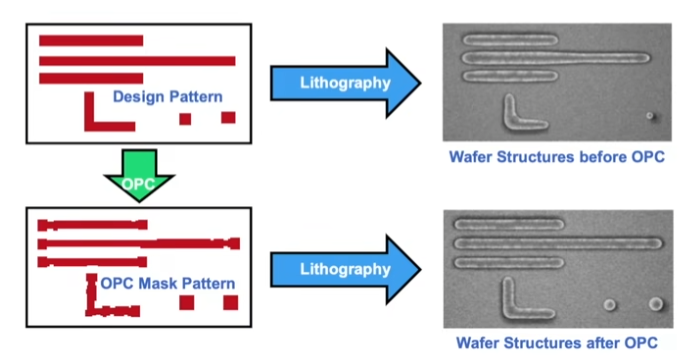 Design Pattern
Lithography
Wafer Structures before OPC
OPC
OPC Mask Pattern
Lithography
Wafer Structures after OPC